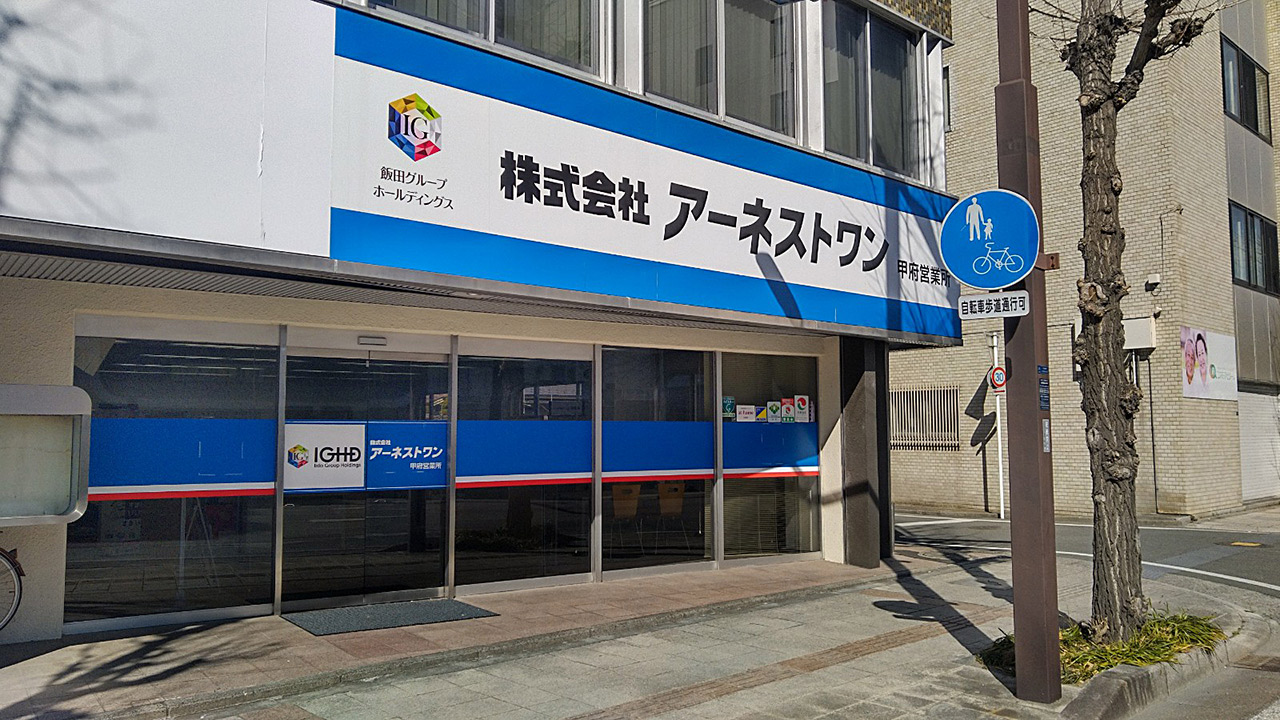 IG
飯田グループ
ホールディングス
株式会社 アーネストワン 甲府営業所
自転車歩道通行可
30
IG
IGHD
Iida Group Holdings
株式会社
アーネストワン
甲府営業所